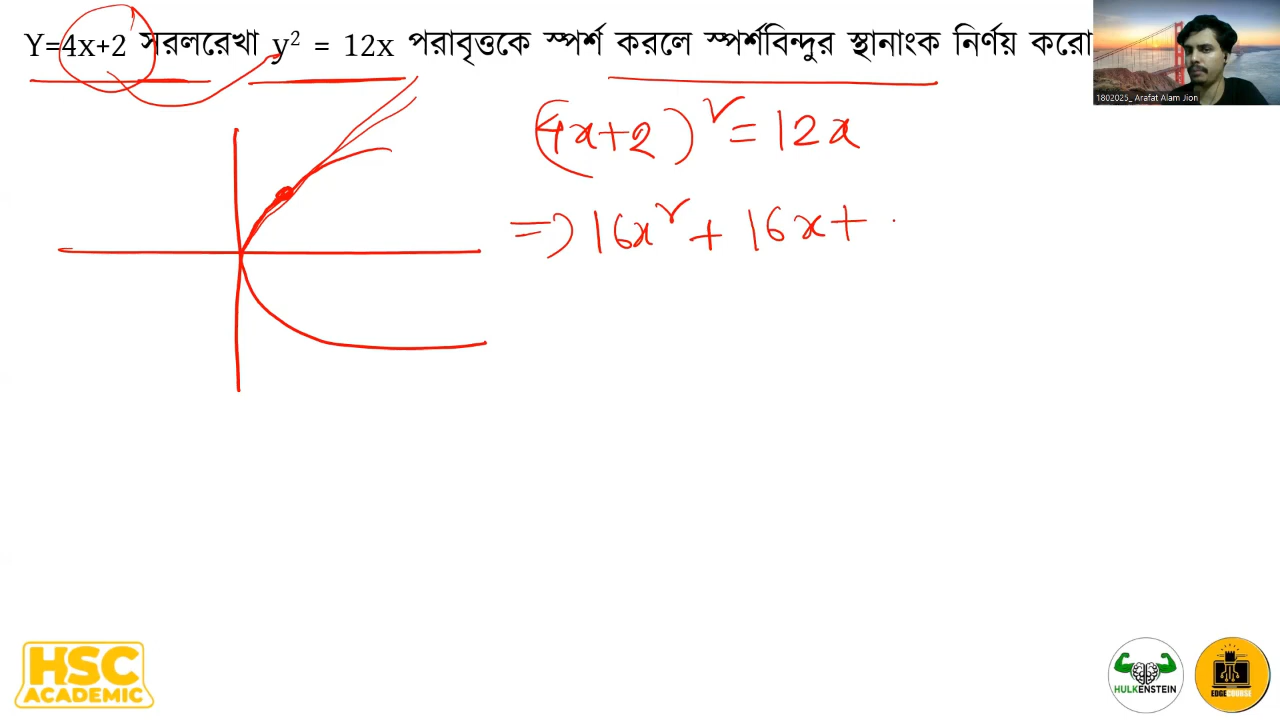 Y=4x+2 সরলরেখা y² = 12x পরাবৃত্তকে স্পর্শ করলে স্পর্শবিন্দুর স্থানাংক নির্ণয় করো
1802025_ Arafat Alam Jion
(4x+2)² = 12x
=> 16x² + 16x +
HSC
ACADEMIC
HULKENSTEIN
EDGECOURSE